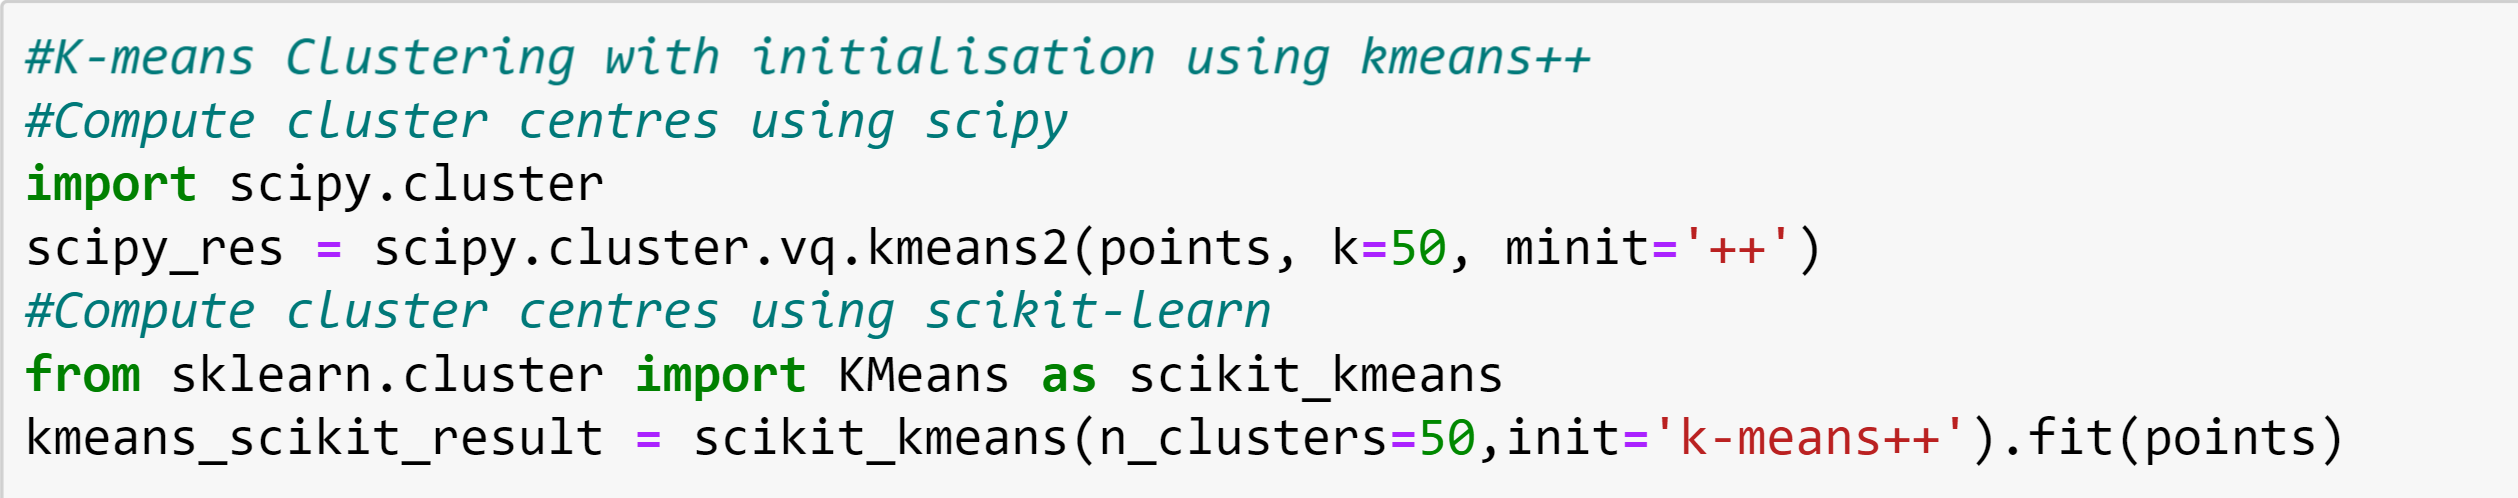 #K-means Clustering with initialisation using kmeans++
#Compute cluster centres using scipy
import scipy.cluster
scipy_res = scipy.cluster.vq.kmeans2(points, k=50, minit='++')
#Compute cluster centres using scikit-learn
from sklearn.cluster import KMeans as scikit_kmeans
kmeans_scikit_result = scikit_kmeans(n_clusters=50,init='k-means++').fit(points)